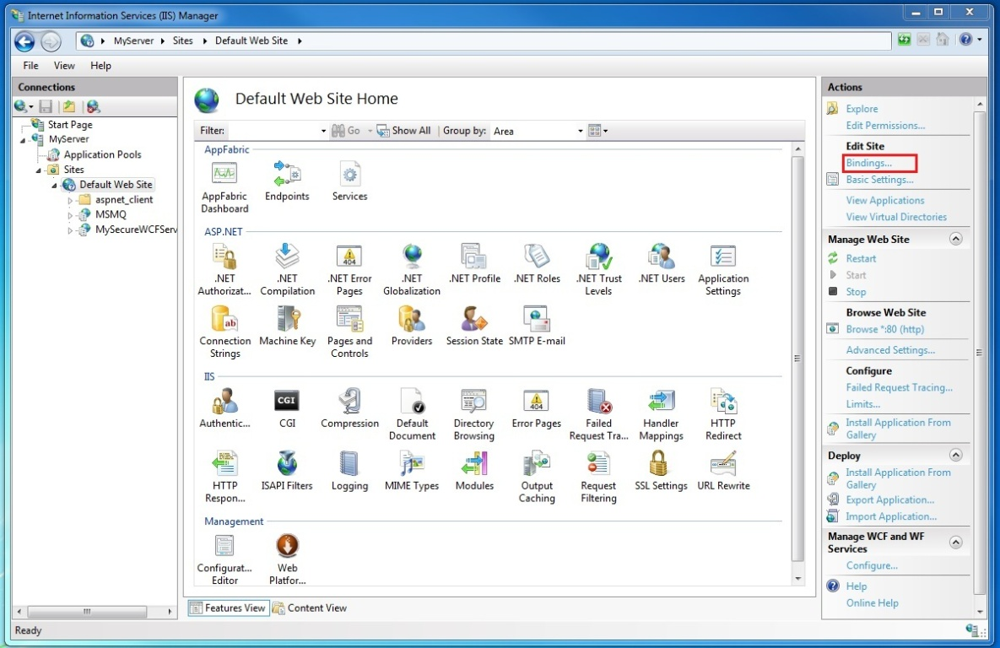 Internet Information Services (IIS) Manager
MyServer Sites Default Web Site
File View Help
Connections
Start Page
MyServer
Application Pools
Sites
Default Web Site
aspnet_client
MSMQ
MySecureWCFServ
Default Web Site Home
Filter: Go Show All Group by: Area
AppFabric
AppFabric Dashboard
Endpoints
Services
ASP.NET
.NET Authorizat...
.NET Compilation
.NET Error Pages
.NET Globalization
.NET Profile
.NET Roles
.NET Trust Levels
.NET Users
Application Settings
Connection Strings
Machine Key
Pages and Controls
Providers
Session State
SMTP E-mail
IIS
Authentic...
CGI
CGI
Compression
Default Document
Directory Browsing
404
Error Pages
Failed Request Tra...
Handler Mappings
HTTP Redirect
HTTP Respon...
ISAPI Filters
Logging
MIME Types
Modules
Output Caching
Request Filtering
SSL Settings
URL Rewrite
Management
Configurat... Editor
Web Platfor...
Features View Content View
Actions
Explore
Edit Permissions...
Edit Site
Bindings...
Basic Settings...
View Applications
View Virtual Directories
Manage Web Site
Restart
Start
Stop
Browse Web Site
Browse *:80 (http)
Advanced Settings...
Configure
Failed Request Tracing...
Limits...
Install Application From
Gallery
Deploy
Install Application From
Gallery
Export Application...
Import Application...
Manage WCF and WF
Services
Configure...
Help
Online Help
Ready